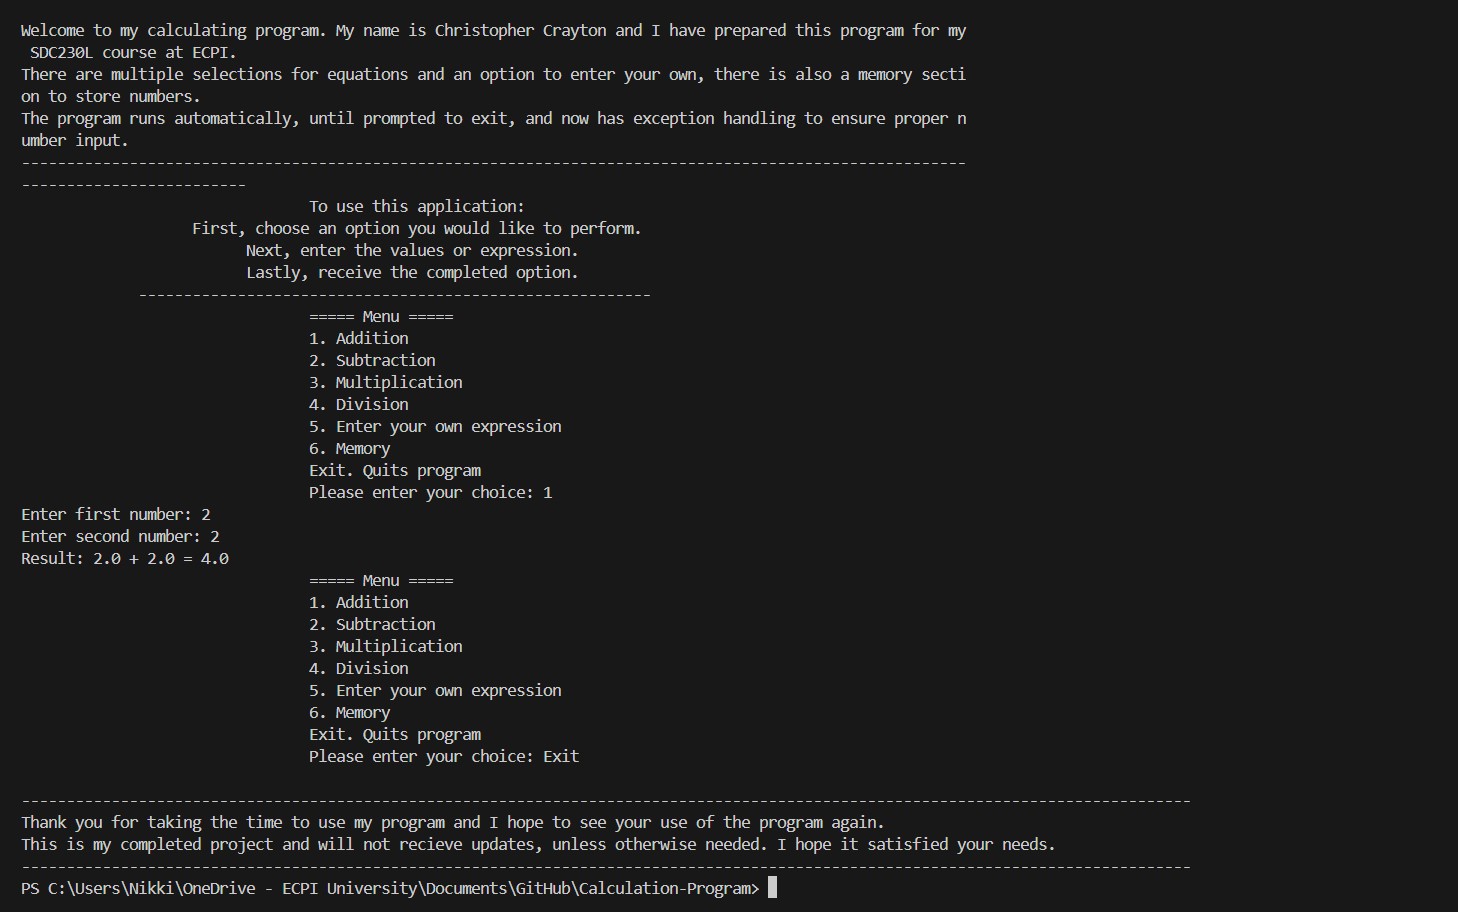 Welcome to my calculating program. My name is Christopher Crayton and I have prepared this program for my
 SDC230L course at ECPI.
There are multiple selections for equations and an option to enter your own, there is also a memory secti
on to store numbers.
The program runs automatically, until prompted to exit, and now has exception handling to ensure proper n
umber input.
---------------------------------------------------------------------------------------------------------
-------------------------
To use this application:
First, choose an option you would like to perform.
Next, enter the values or expression.
Lastly, receive the completed option.
---------------------------------------------------------
===== Menu =====
1. Addition
2. Subtraction
3. Multiplication
4. Division
5. Enter your own expression
6. Memory
Exit. Quits program
Please enter your choice: 1
Enter first number: 2
Enter second number: 2
Result: 2.0 + 2.0 = 4.0
===== Menu =====
1. Addition
2. Subtraction
3. Multiplication
4. Division
5. Enter your own expression
6. Memory
Exit. Quits program
Please enter your choice: Exit
----------------------------------------------------------------------------------------------------------------------------------
Thank you for taking the time to use my program and I hope to see your use of the program again.
This is my completed project and will not recieve updates, unless otherwise needed. I hope it satisfied your needs.
----------------------------------------------------------------------------------------------------------------------------------
PS C:\Users\Nikki\OneDrive - ECPI University\Documents\GitHub\Calculation-Program>